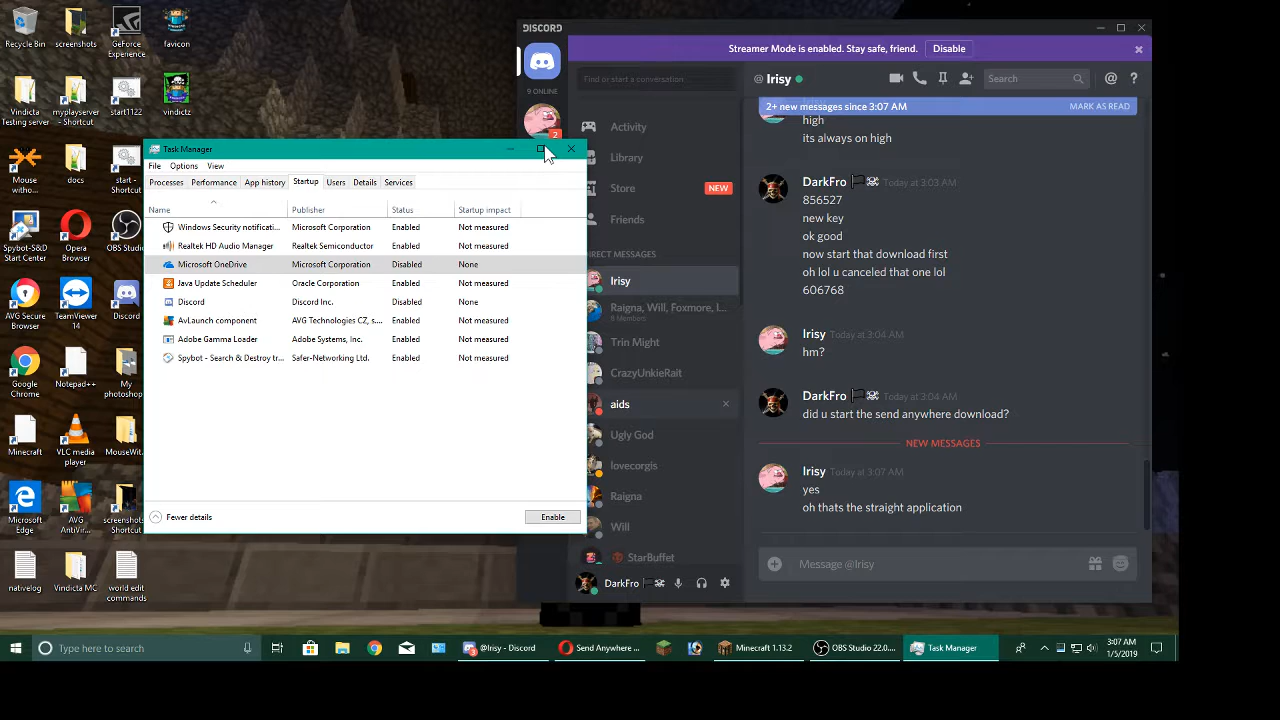 Recycle Bin
screenshots
GeForce
Experience
favicon
Vindicta
Testing server
myplayserver
- Shortcut
start1122
vindictz
Mouse
witho...
docs
start -
Shortcut
Spybot-S&D
Start Center
Opera
Browser
OBS Studio
AVG Secure
Browser
TeamViewer
14
Discord
Google
Chrome
Notepad++
My
photoshop...
Minecraft
VLC media
player
MouseWit...
Microsoft
Edge
AVG
AntiVir...
screenshots
Shortcut
nativelog
Vindicta MC
world edit
commands
Task Manager
File Options View
Processes Performance App history Startup Users Details Services
Name Publisher Status Startup impact
Windows Security notificati... Microsoft Corporation Enabled Not measured
Realtek HD Audio Manager Realtek Semiconductor Enabled Not measured
Microsoft OneDrive Microsoft Corporation Disabled None
Java Update Scheduler Oracle Corporation Enabled Not measured
Discord Discord Inc. Disabled None
AvLaunch component AVG Technologies CZ, s.... Enabled Not measured
Adobe Gamma Loader Adobe Systems, Inc. Enabled Not measured
Spybot - Search & Destroy tr... Safer-Networking Ltd. Enabled Not measured
Fewer details
Enable
DISCORD
Streamer Mode is enabled. Stay safe, friend. Disable
9 ONLINE
2
Find or start a conversation
Activity
Library
Store NEW
Friends
DIRECT MESSAGES
Irisy
Raigna, Will, Foxmore, I...
8 Members
Trin Might
CrazyUnkieRait
aids
Ugly God
lovecorgis
Raigna
Will
StarBuffet
DarkFro
@ Irisy
Search
2+ new messages since 3:07 AM MARK AS READ
high
its always on high
DarkFro Today at 3:03 AM
856527
new key
ok good
now start that download first
oh lol u canceled that one lol
606768
Irisy Today at 3:04 AM
hm?
DarkFro Today at 3:04 AM
did u start the send anywhere download?
NEW MESSAGES
Irisy Today at 3:07 AM
yes
oh thats the straight application
Message @Irisy
Type here to search
@Irisy - Discord
Send Anywhere ...
Minecraft 1.13.2
OBS Studio 22.0....
Task Manager
3:07 AM
1/5/2019